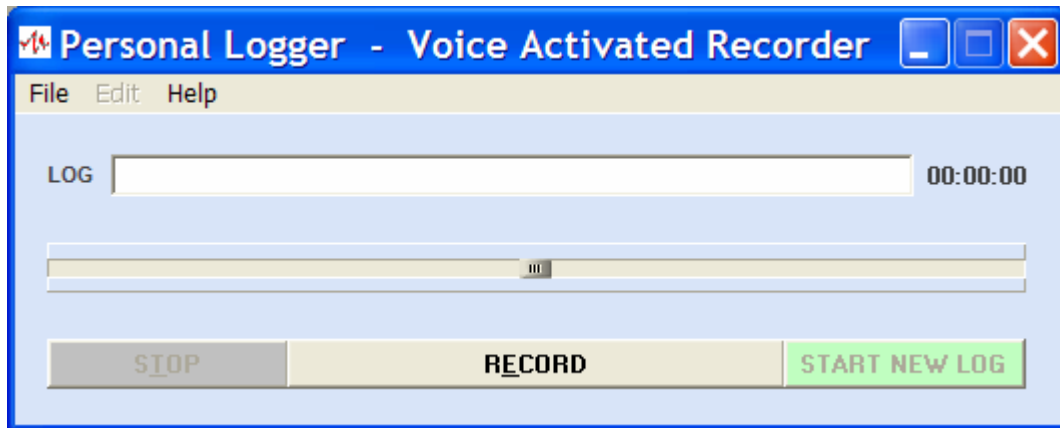 Personal Logger - Voice Activated Recorder
File Edit Help
LOG 00:00:00
STOP RECORD START NEW LOG